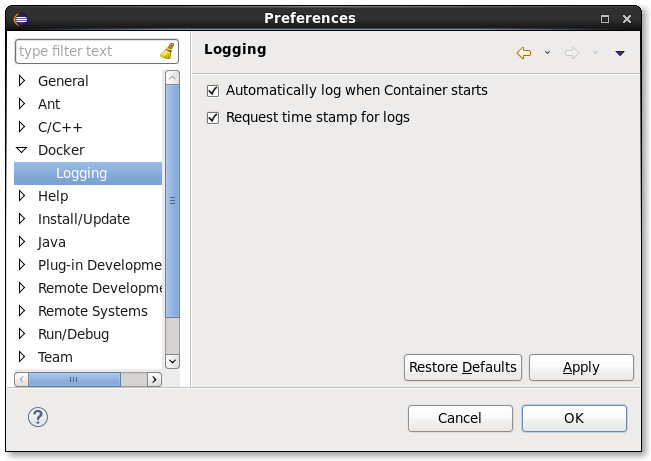 Preferences
type filter text
General
Ant
C/C++
Docker
Logging
Help
Install/Update
Java
Plug-in Developme
Remote Developme
Remote Systems
Run/Debug
Team
Logging
Automatically log when Container starts
Request time stamp for logs
Restore Defaults
Apply
?
Cancel
OK